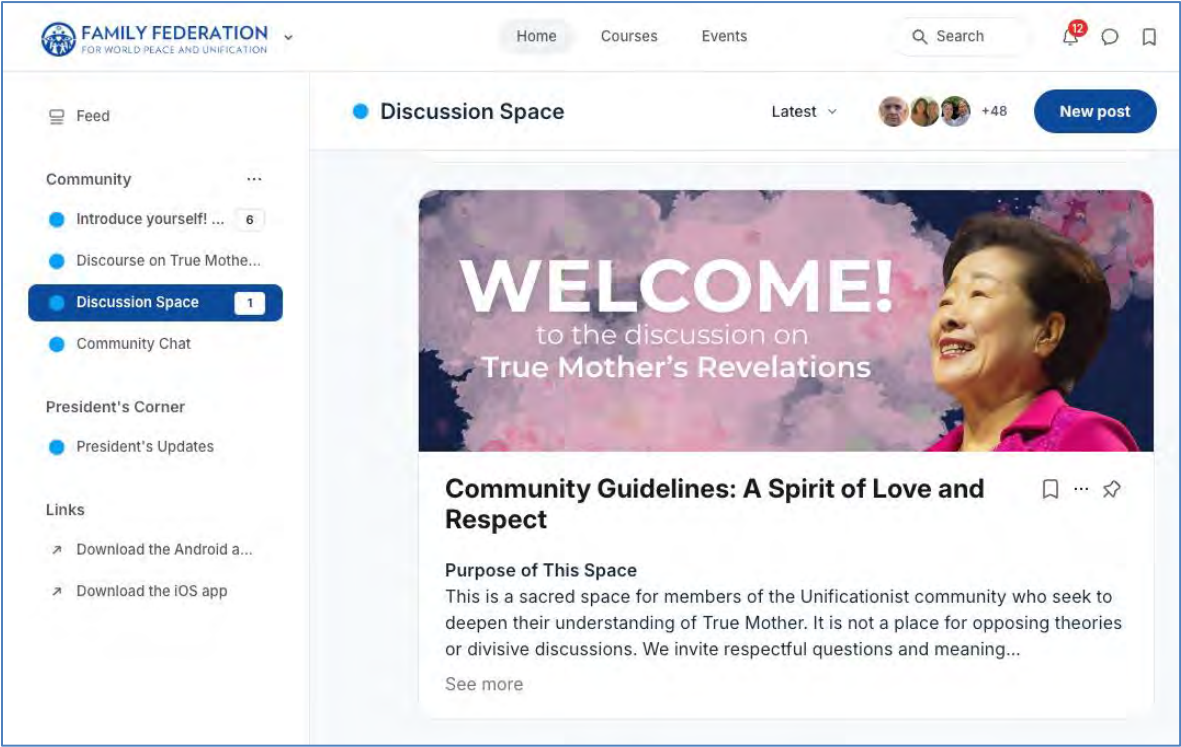 FAMILY FEDERATION
FOR WORLD PEACE AND UNIFICATION
Home
Courses
Events
Search
12
Feed
Community
...
Introduce yourself! ...
6
Discourse on True Mothe...
Discussion Space
1
Community Chat
President's Corner
President's Updates
Links
Download the Android a...
Download the iOS app
Discussion Space
Latest
+48
New post
WELCOME!
to the discussion on
True Mother's Revelations
Community Guidelines: A Spirit of Love and
Respect
...
Purpose of This Space
This is a sacred space for members of the Unificationist community who seek to
deepen their understanding of True Mother. It is not a place for opposing theories
or divisive discussions. We invite respectful questions and meaning...
See more